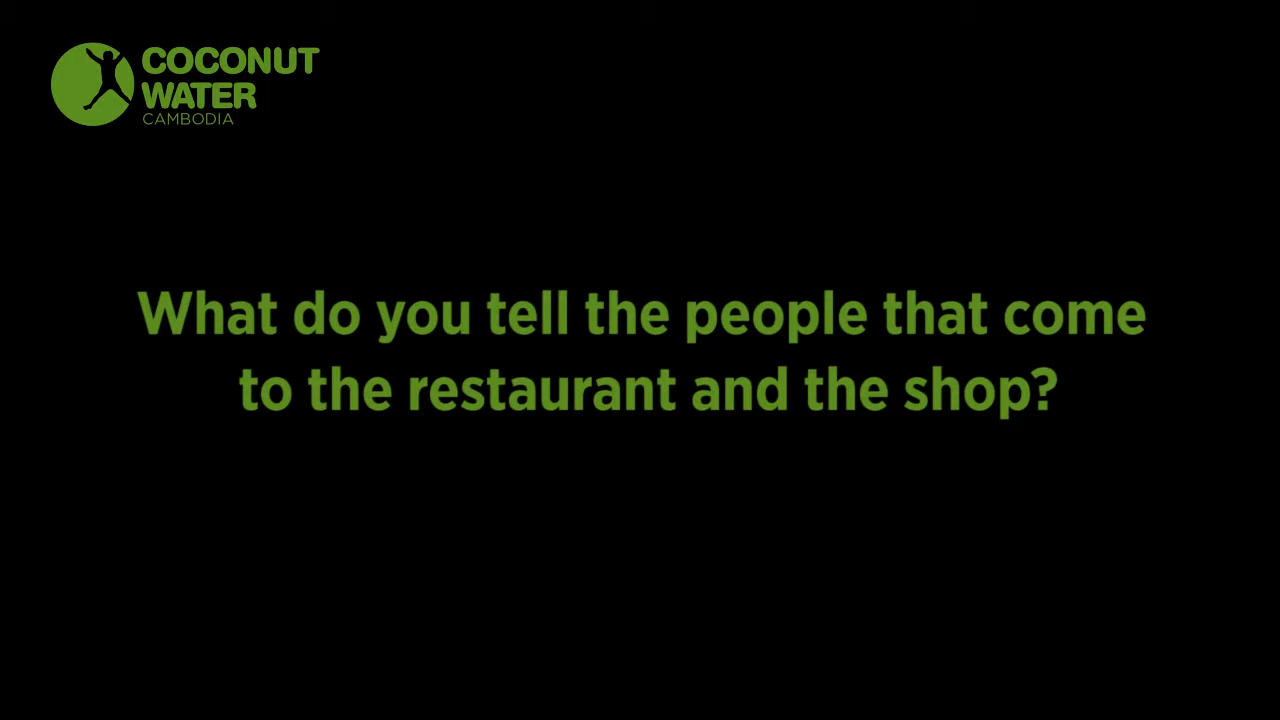 COCONUT
WATER
CAMBODIA
What do you tell the people that come
to the restaurant and the shop?